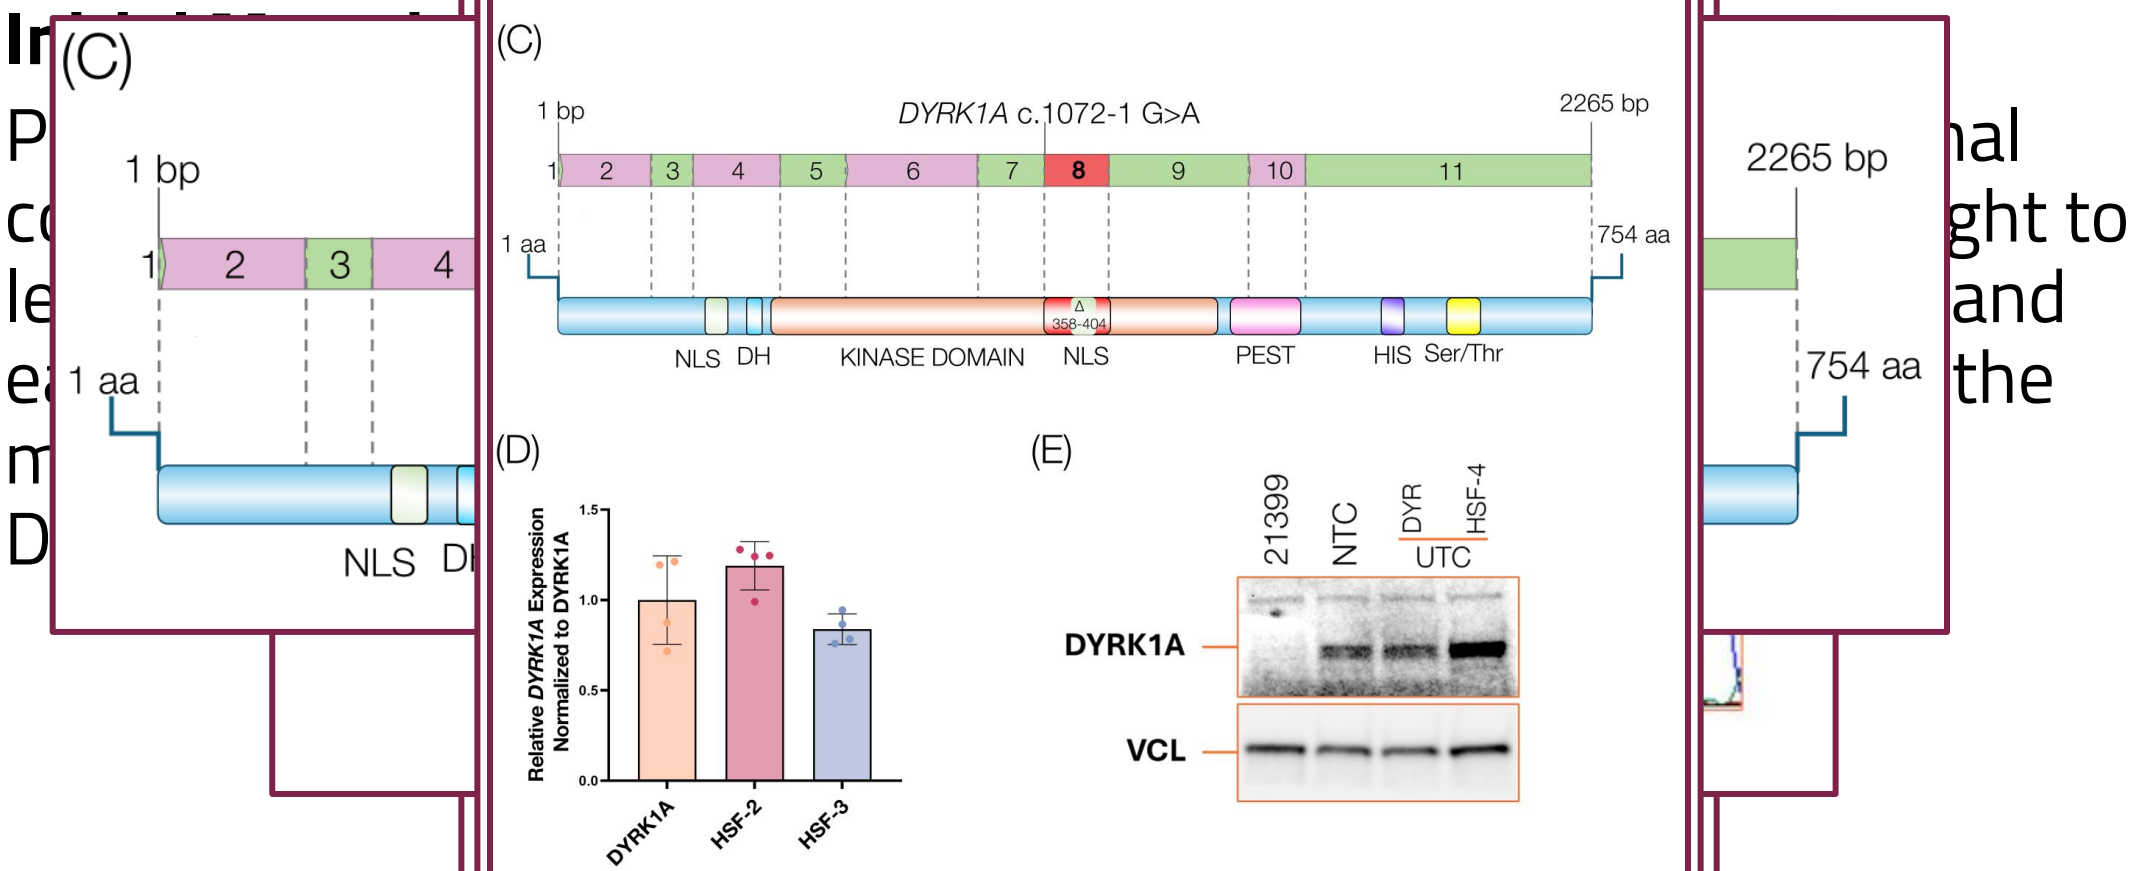 (C)
1 bp
1 2 3 4
1 aa
NLS
(C)
1 bp
DYRK1A c.1072-1 G>A
2265 bp
1 2 3 4 5 6 7 8 9 10 11
1 aa
754 aa
Δ
358-404
NLS DH KINASE DOMAIN NLS PEST HIS Ser/Thr
(D)
Relative DYRK1A Expression
Normalized to DYRK1A
1.5
1.0
0.5
0.0
DYRK1A HSF-2 HSF-3
(E)
21399 NTC DYR HSF-4
UTC
DYRK1A
VCL
2265 bp
754 aa
ght to
and
the